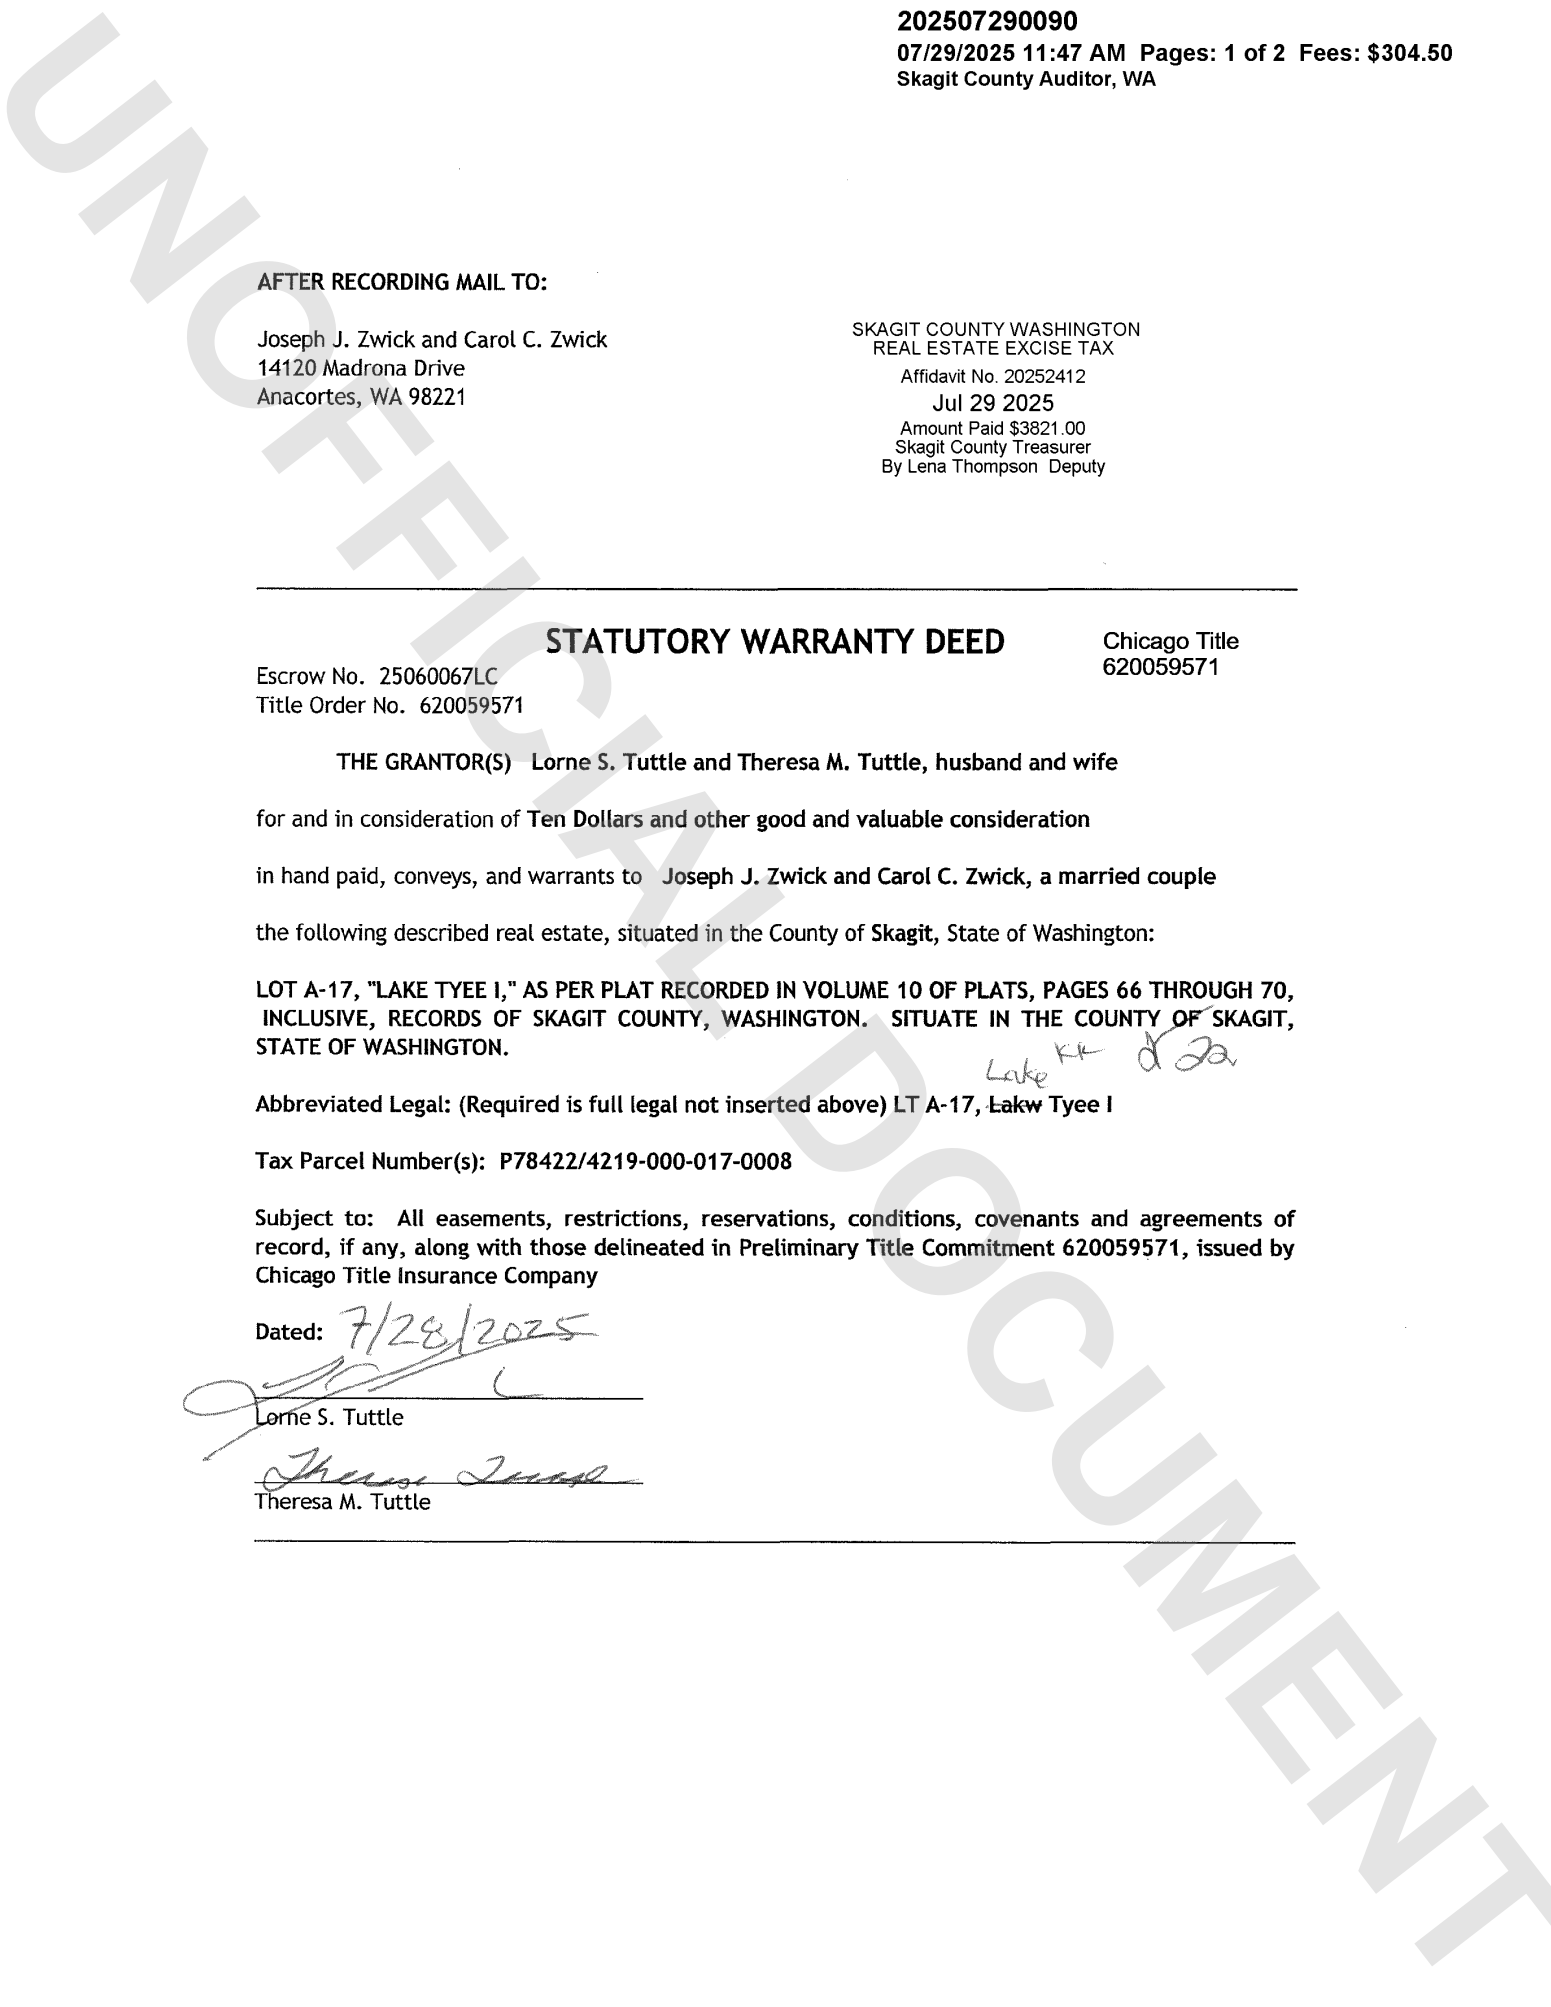 202507290090
07/29/2025 11:47 AM Pages: 1 of 2 Fees: $304.50
Skagit County Auditor, WA
AFTER RECORDING MAIL TO:
Joseph J. Zwick and Carol C. Zwick
14120 Madrona Drive
Anacortes, WA 98221
SKAGIT COUNTY WASHINGTON
REAL ESTATE EXCISE TAX
Affidavit No. 20252412
Jul 29 2025
Amount Paid $3821.00
Skagit County Treasurer
By Lena Thompson Deputy
STATUTORY WARRANTY DEED
Chicago Title
620059571
Escrow No. 25060067LC
Title Order No. 620059571
THE GRANTOR(S) Lorne S. Tuttle and Theresa M. Tuttle, husband and wife
for and in consideration of Ten Dollars and other good and valuable consideration
in hand paid, conveys, and warrants to Joseph J. Zwick and Carol C. Zwick, a married couple
the following described real estate, situated in the County of Skagit, State of Washington:
LOT A-17, "LAKE TYEE I," AS PER PLAT RECORDED IN VOLUME 10 OF PLATS, PAGES 66 THROUGH 70,
INCLUSIVE, RECORDS OF SKAGIT COUNTY, WASHINGTON. SITUATE IN THE COUNTY OF SKAGIT,
STATE OF WASHINGTON.
Lake KK
Abbreviated Legal: (Required is full legal not inserted above) LT A-17, Lakw Tyee I
Tax Parcel Number(s): P78422/4219-000-017-0008
Subject to: All easements, restrictions, reservations, conditions, covenants and agreements of
record, if any, along with those delineated in Preliminary Title Commitment 620059571, issued by
Chicago Title Insurance Company
Dated: 7/28/2025
Lorne S. Tuttle
Theresa M. Tuttle
UNOFFICIAL DOCUMENT